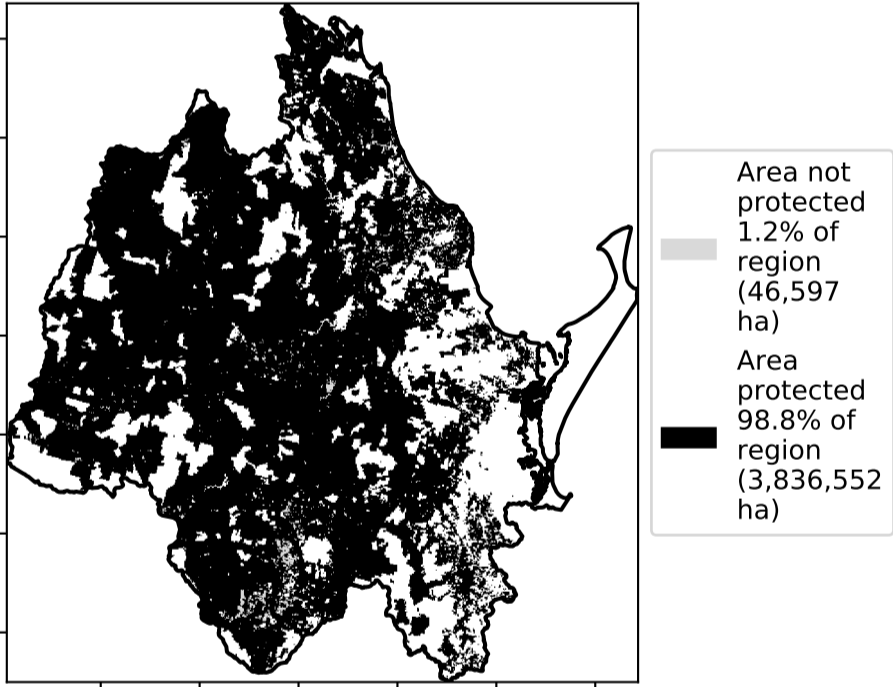 Area not
protected
1.2% of
region
(46,597
ha)
Area
protected
98.8% of
region
(3,836,552
ha)